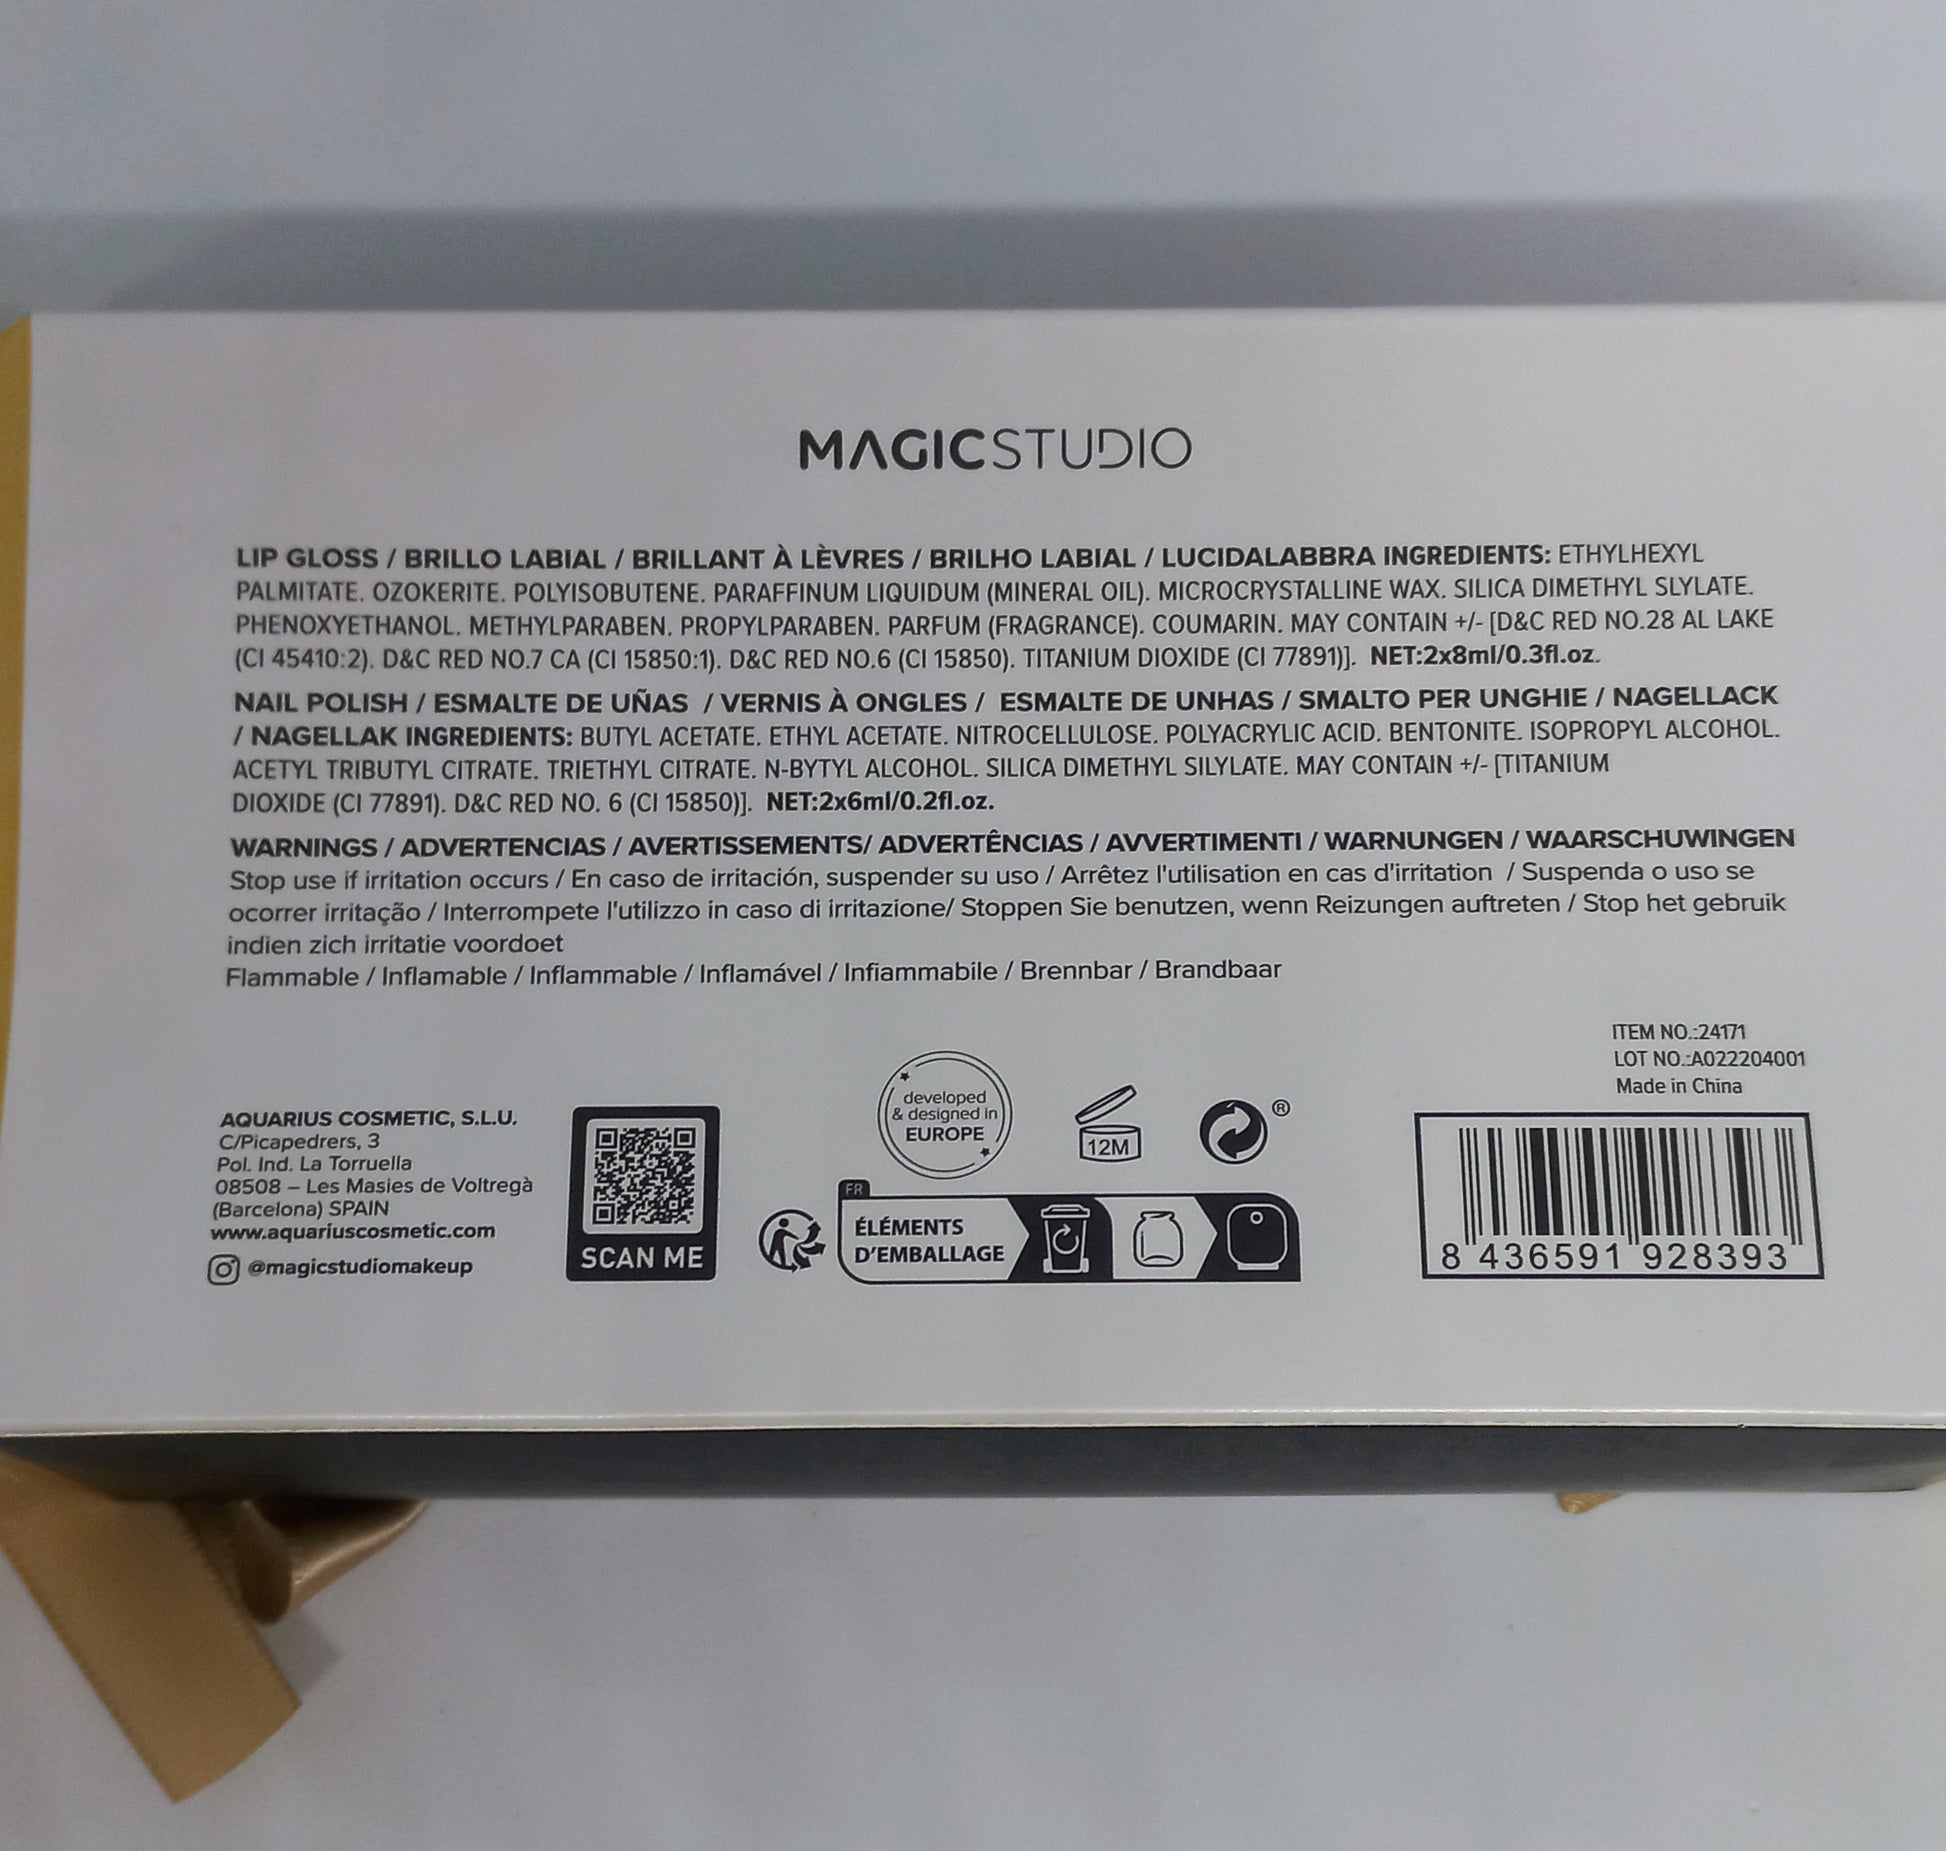 MAGICSTUDIO
LIP GLOSS / BRILLO LABIAL / BRILLANT À LÈVRES / BRILHO LABIAL / LUCIDALABBRA INGREDIENTS: ETHYLHEXYL
PALMITATE. OZOKERITE. POLYISOBUTENE. PARAFFINUM LIQUIDUM (MINERAL OIL). MICROCRYSTALLINE WAX. SILICA DIMETHYL SLYLATE.
PHENOXYETHANOL. METHYLPARABEN. PROPYLPARABEN. PARFUM (FRAGRANCE). COUMARIN. MAY CONTAIN +/- [D&C RED NO.28 AL LAKE
(CI 45410:2). D&C RED NO.7 CA (CI 15850:1). D&C RED NO.6 (CI 15850). TITANIUM DIOXIDE (CI 77891)]. NET:2x8ml/0.3fl.oz.
NAIL POLISH / ESMALTE DE UÑAS / VERNIS À ONGLES / ESMALTE DE UNHAS / SMALTO PER UNGHIE / NAGELLACK
/ NAGELLAK INGREDIENTS: BUTYL ACETATE. ETHYL ACETATE. NITROCELLULOSE. POLYACRYLIC ACID. BENTONITE. ISOPROPYL ALCOHOL.
ACETYL TRIBUTYL CITRATE. TRIETHYL CITRATE. N-BYTYL ALCOHOL. SILICA DIMETHYL SILYLATE. MAY CONTAIN +/- [TITANIUM
DIOXIDE (CI 77891). D&C RED NO. 6 (CI 15850)]. NET:2x6ml/0.2fl.oz.
WARNINGS / ADVERTENCIAS / AVERTISSEMENTS/ ADVERTÊNCIAS / AVVERTIMENTI / WARNUNGEN / WAARSCHUWINGEN
Stop use if irritation occurs / En caso de irritación, suspender su uso / Arrêtez l'utilisation en cas d'irritation / Suspenda o uso se
ocorrer irritação / Interrompete l'utilizzo in caso di irritazione/ Stoppen Sie benutzen, wenn Reizungen auftreten / Stop het gebruik
indien zich irritatie voordoet
Flammable / Inflamable / Inflammable / Inflamável / Infiammabile / Brennbar / Brandbaar
ITEM NO.:24171
LOT NO.:A022204001
Made in China
AQUARIUS COSMETIC, S.L.U.
C/Picapedrers, 3
Pol. Ind. La Torruella
08508 – Les Masies de Voltregà
(Barcelona) SPAIN
www.aquariuscosmetic.com
@magicstudiomakeup
SCAN ME
developed
& designed in
EUROPE
12M
®
FR
ÉLÉMENTS
D'EMBALLAGE
8 436591 928393